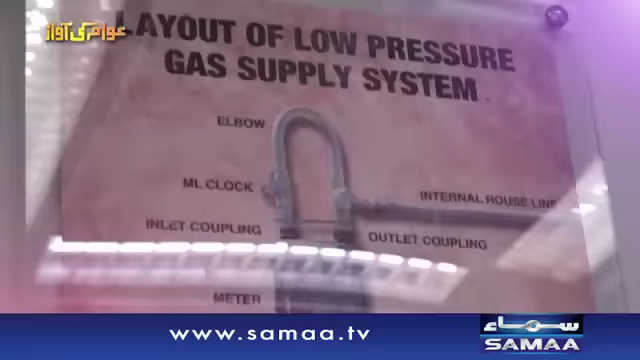 عوام کی آواز
LAYOUT OF LOW PRESSURE
GAS SUPPLY SYSTEM
ELBOW
ML.CLOCK
INTERNAL ROUSE LINE
INLET COUPLING
OUTLET COUPLING
METER
www.samaa.tv
سماء
SAMAA